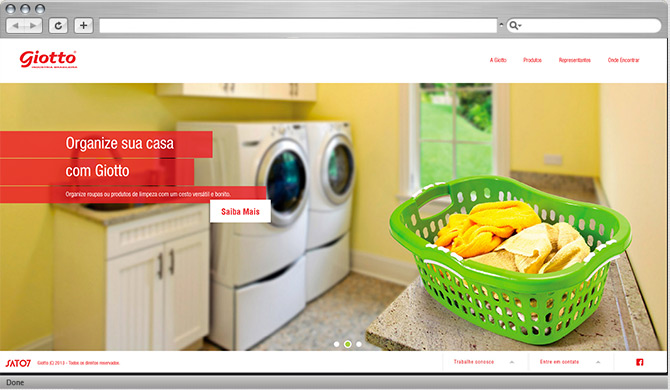 Giotto
INDÚSTRIA BRASILEIRA
A Giotto
Produtos
Representantes
Onde Encontrar
Organize sua casa
com Giotto
Organize roupas ou produtos de limpeza com um cesto versátil e bonito.
Saiba Mais
SATO7
Giotto (C) 2013 - Todos os direitos reservados.
Trabalhe conosco
Entre em contato
Done